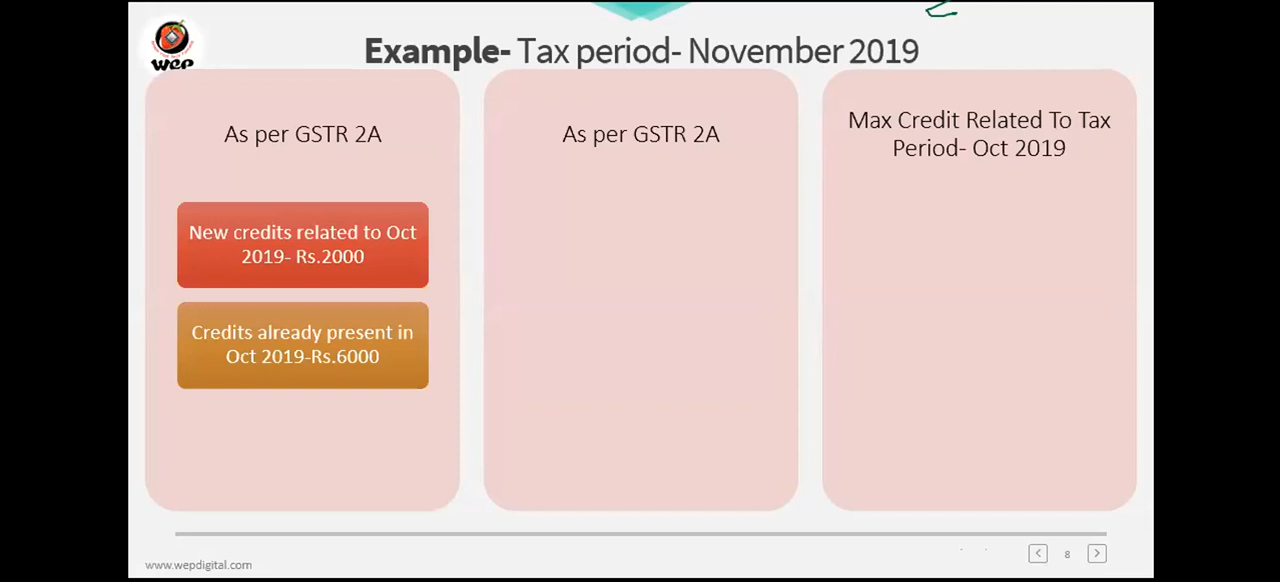 WeP
Example- Tax period- November 2019
As per GSTR 2A
New credits related to Oct
2019- Rs.2000
Credits already present in
Oct 2019-Rs.6000
As per GSTR 2A
Max Credit Related To Tax
Period- Oct 2019
www.wepdigital.com
8